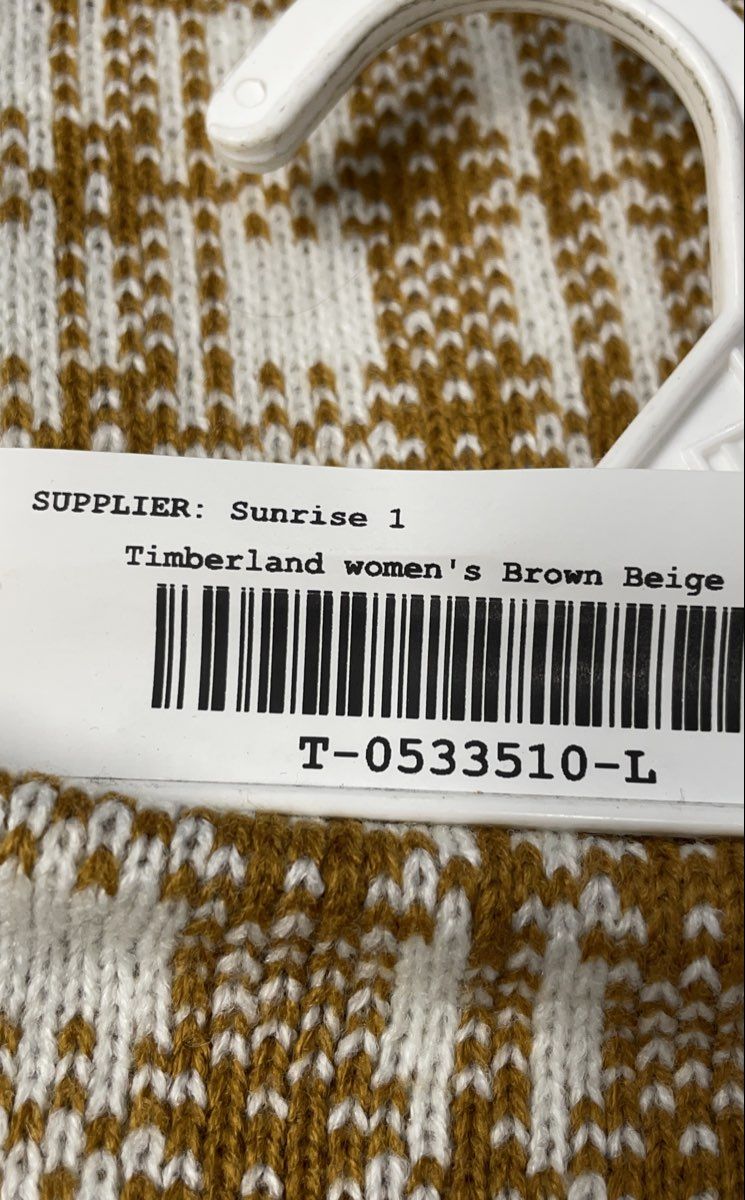 SUPPLIER: Sunrise 1
Timberland women's Brown Beige
T-0533510-L